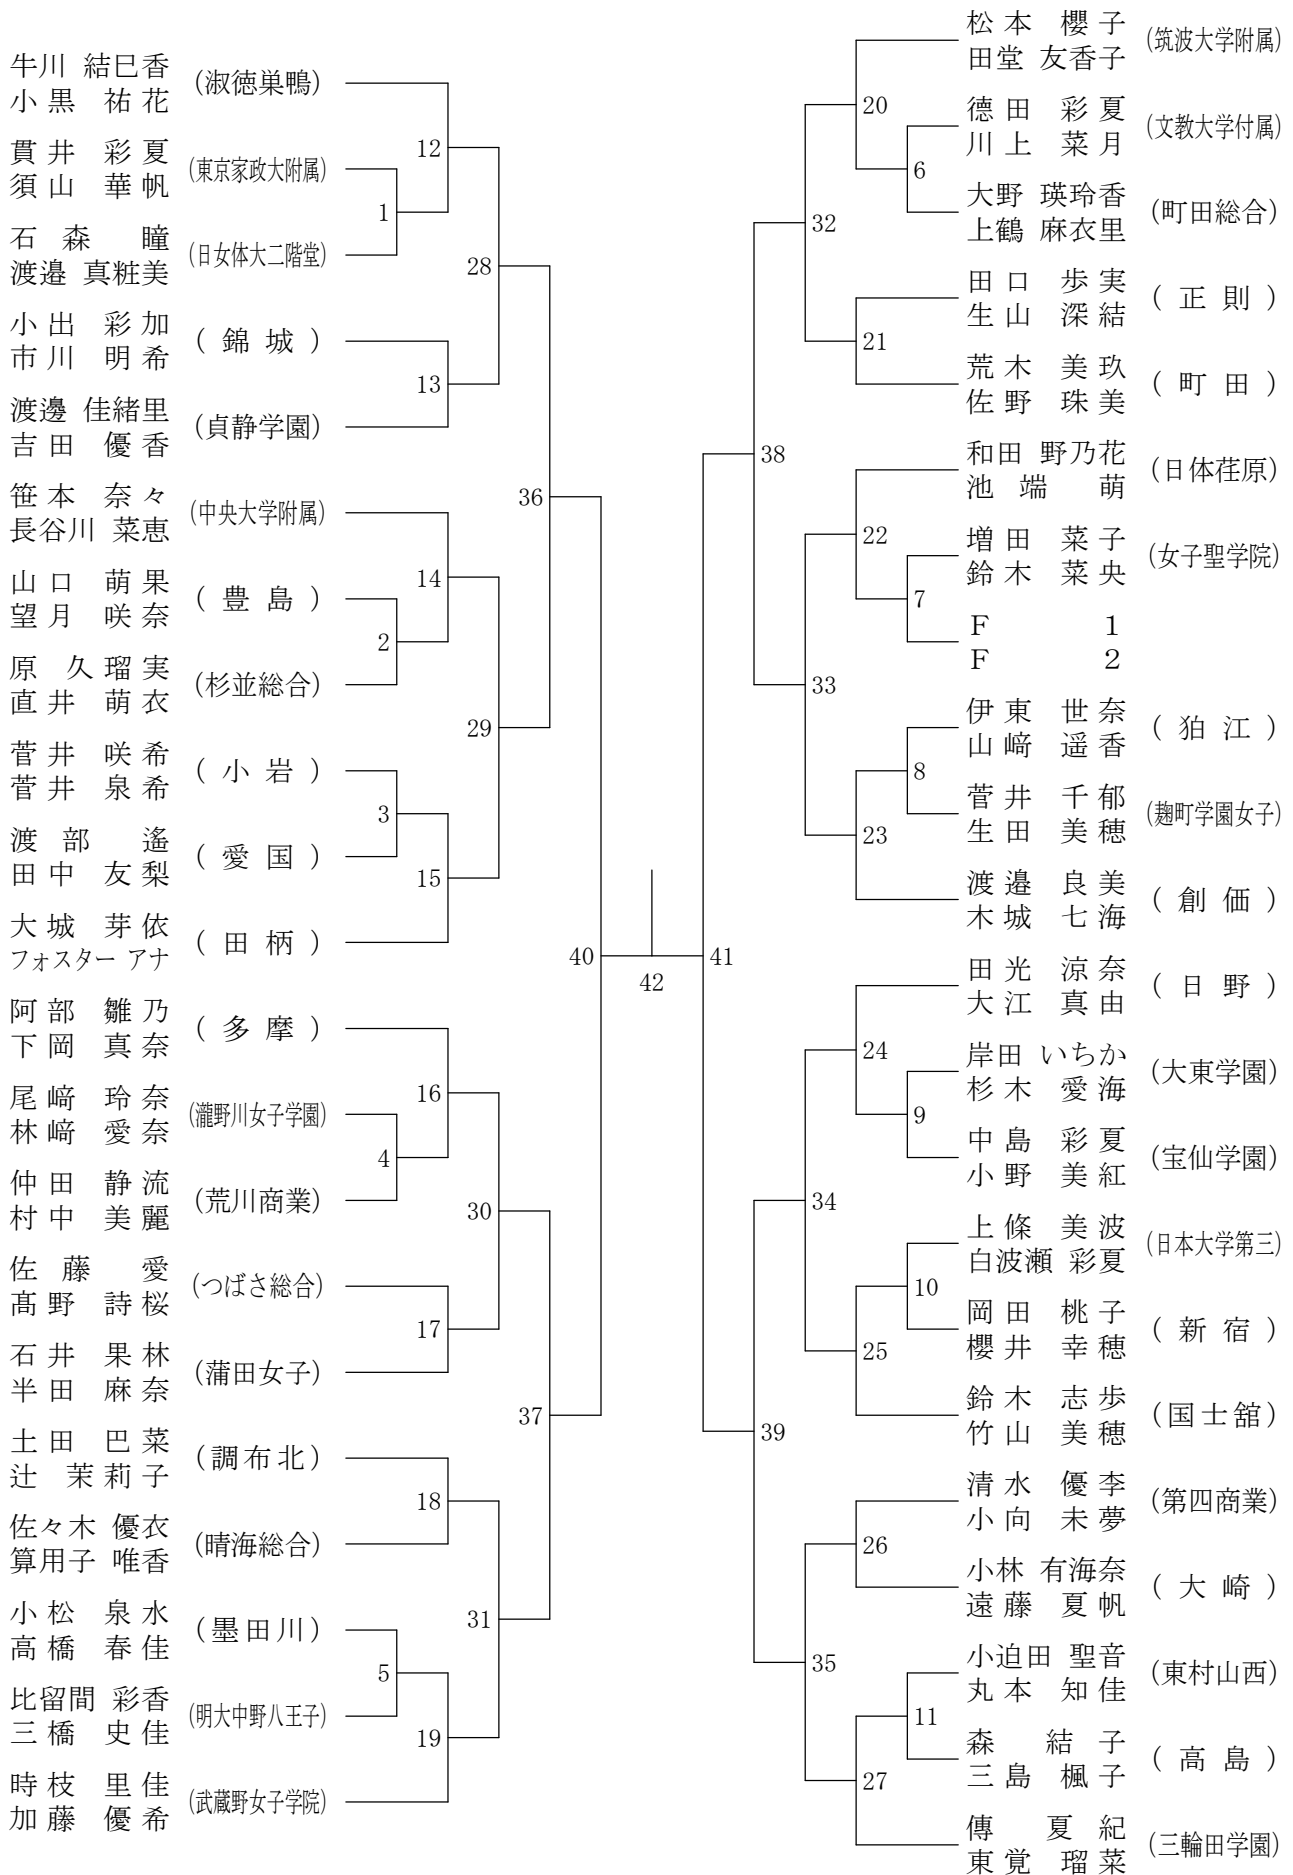 牛川 結巳香
小黒 祐花
(淑徳巣鴨)
貫井 彩夏
須山 華帆
(東京家政大附属)
石森 瞳
渡邉 真粧美
(日女体大二階堂)
小出 彩加
市川 明希
(錦城)
渡邊 佳緒里
吉田 優香
(貞静学園)
笹本 奈々
長谷川 菜恵
(中央大学附属)
山口 萌果
望月 咲奈
(豊島)
原 久瑠実
直井 萌衣
(杉並総合)
菅井 咲希
菅井 泉希
(小岩)
渡部 遙
田中 友梨
(愛国)
大城 芽依
フォスター アナ
(田柄)
阿部 雛乃
下岡 真奈
(多摩)
尾﨑 玲奈
林﨑 愛奈
(瀧野川女子学園)
仲田 静流
村中 美麗
(荒川商業)
佐藤 愛
髙野 詩桜
(つばさ総合)
石井 果林
半田 麻奈
(蒲田女子)
土田 巴菜
辻 茉莉子
(調布北)
佐々木 優衣
算用子 唯香
(晴海総合)
小松 泉水
高橋 春佳
(墨田川)
比留間 彩香
三橋 史佳
(明大中野八王子)
時枝 里佳
加藤 優希
(武蔵野女子学院)
12
1
28
13
36
14
2
29
3
15
40
16
4
30
17
37
18
31
5
19
42
41
20
6
32
21
38
22
7
33
8
23
24
9
34
10
25
39
26
35
11
27
松本 櫻子
田堂 友香子
(筑波大学附属)
德田 彩夏
川上 菜月
(文教大学付属)
大野 瑛玲香
上鶴 麻衣里
(町田総合)
田口 歩実
生山 深結
(正則)
荒木 美玖
佐野 珠美
(町田)
和田 野乃花
池端 萌
(日体荏原)
増田 菜子
鈴木 菜央
(女子聖学院)
F 1
F 2
伊東 世奈
山﨑 遥香
(狛江)
菅井 千郁
生田 美穂
(麹町学園女子)
渡邉 良美
木城 七海
(創価)
田光 涼奈
大江 真由
(日野)
岸田 いちか
杉木 愛海
(大東学園)
中島 彩夏
小野 美紅
(宝仙学園)
上條 美波
白波瀬 彩夏
(日本大学第三)
岡田 桃子
櫻井 幸穂
(新宿)
鈴木 志歩
竹山 美穂
(国士舘)
清水 優李
小向 未夢
(第四商業)
小林 有海奈
遠藤 夏帆
(大崎)
小迫田 聖音
丸本 知佳
(東村山西)
森 結子
三島 楓子
(高島)
傳 夏紀
東覚 瑠菜
(三輪田学園)